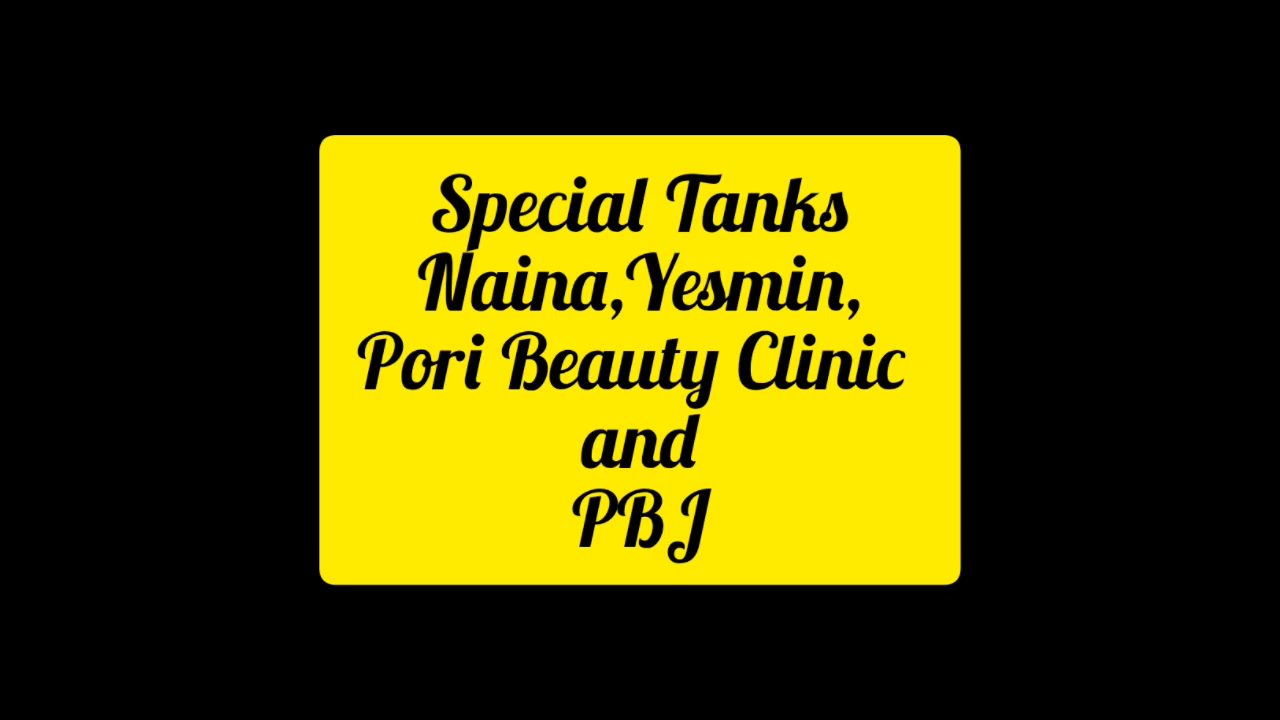 Special Tanks
Naina,Yesmin,
Pori Beauty Clinic
and
PBJ